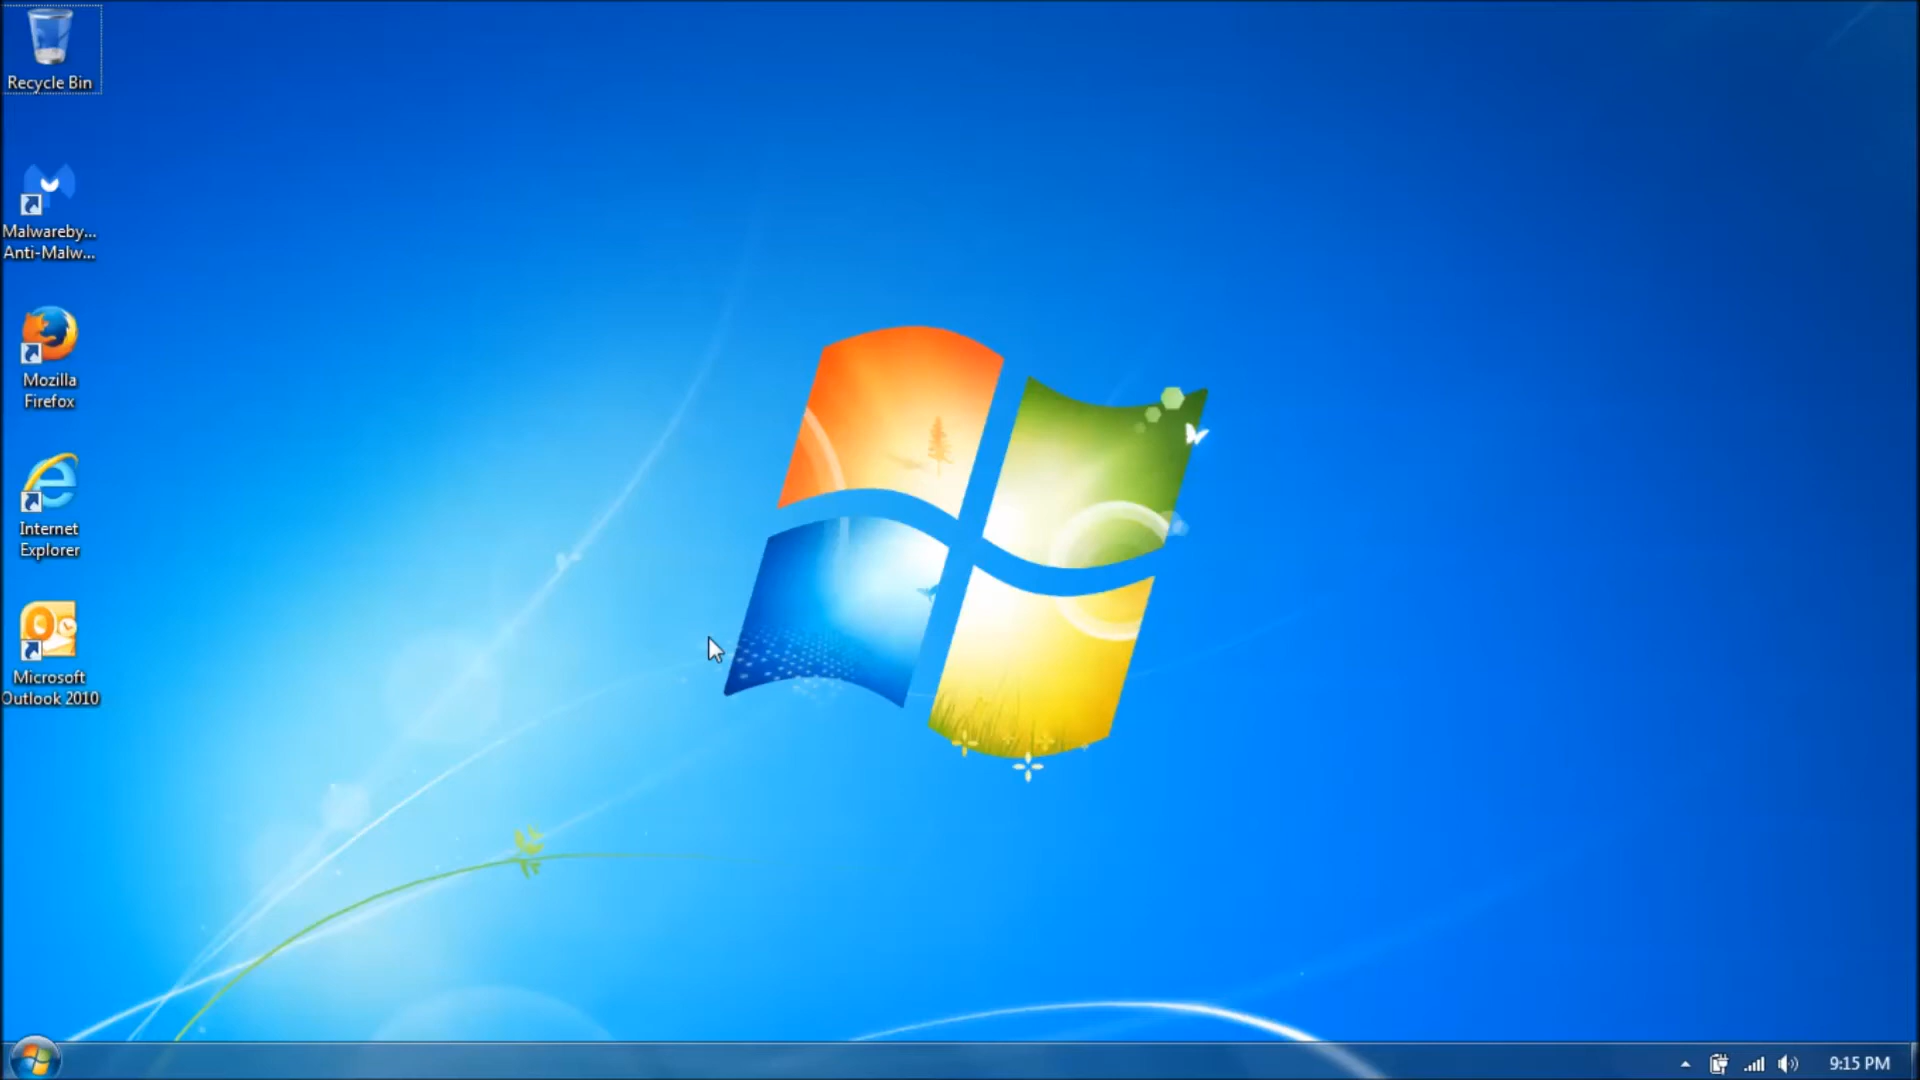 Recycle Bin
Malwareby...
Anti-Malw...
Mozilla
Firefox
Internet
Explorer
Microsoft
Outlook 2010
9:15 PM